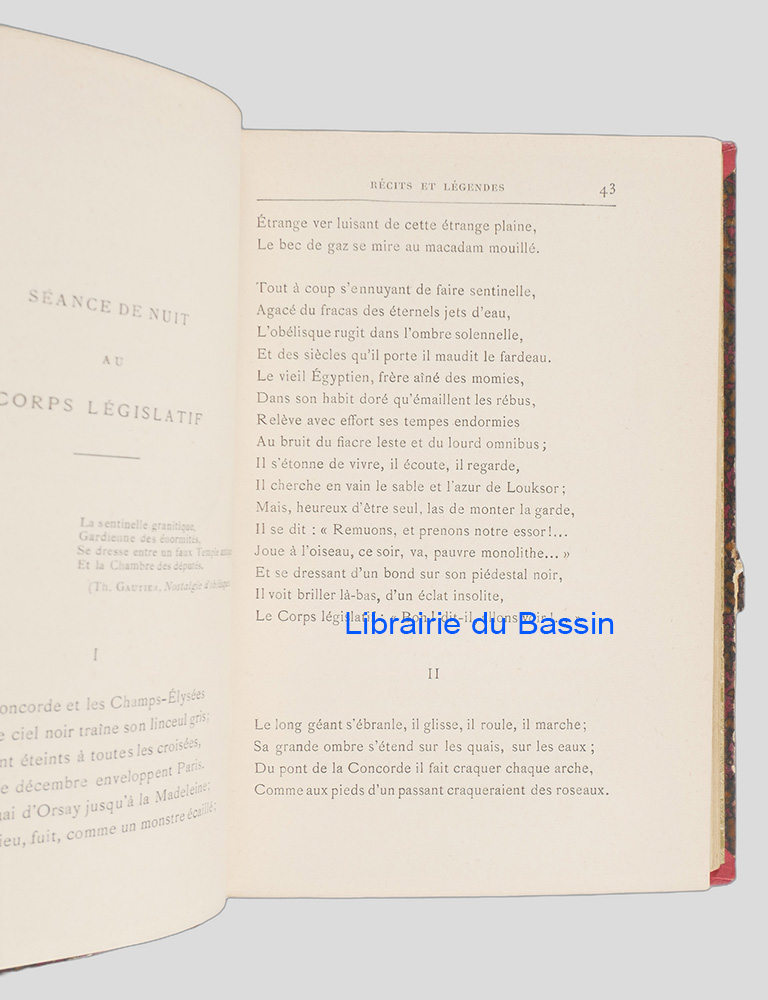 SÉANCE DE NUIT
AU
CORPS LÉGISLATIF
La sentinelle granitique,
Gardienne des énormités,
Se dresse entre un faux Temple
Et la Chambre des députés.
(TH. GAUTIER, Nostalgie
I
oncorde et les Champs-Élysées
ciel noir traîne son linceul gris;
nt éteints à toutes les croisées,
décembre enveloppent Paris.
ai d'Orsay jusqu'à la Madeleine;
ieu, fuit, comme un monstre écaillé;
RÉCITS ET LÉGENDES 43
Étrange ver luisant de cette étrange plaine,
Le bec de gaz se mire au macadam mouillé.
Tout à coup s'ennuyant de faire sentinelle,
Agacé du fracas des éternels jets d'eau,
L'obélisque rugit dans l'ombre solennelle,
Et des siècles qu'il porte il maudit le fardeau.
Le vieil Égyptien, frère aîné des momies,
Dans son habit doré qu'émaillent les rébus,
Relève avec effort ses tempes endormies
Au bruit du fiacre leste et du lourd omnibus;
Il s'étonne de vivre, il écoute, il regarde,
Il cherche en vain le sable et l'azur de Louksor;
Mais, heureux d'être seul, las de monter la garde,
Il se dit : « Remuons, et prenons notre essor!...
Joue à l'oiseau, ce soir, va, pauvre monolithe... »
Et se dressant d'un bond sur son piédestal noir,
Il voit briller là-bas, d'un éclat insolite,
Le Corps législatif : « Bon! dit-il, allons voir!... »
Librairie du Bassin
II
Le long géant s'ébranle, il glisse, il roule, il marche;
Sa grande ombre s'étend sur les quais, sur les eaux;
Du pont de la Concorde il fait craquer chaque arche,
Comme aux pieds d'un passant craqueraient des roseaux.